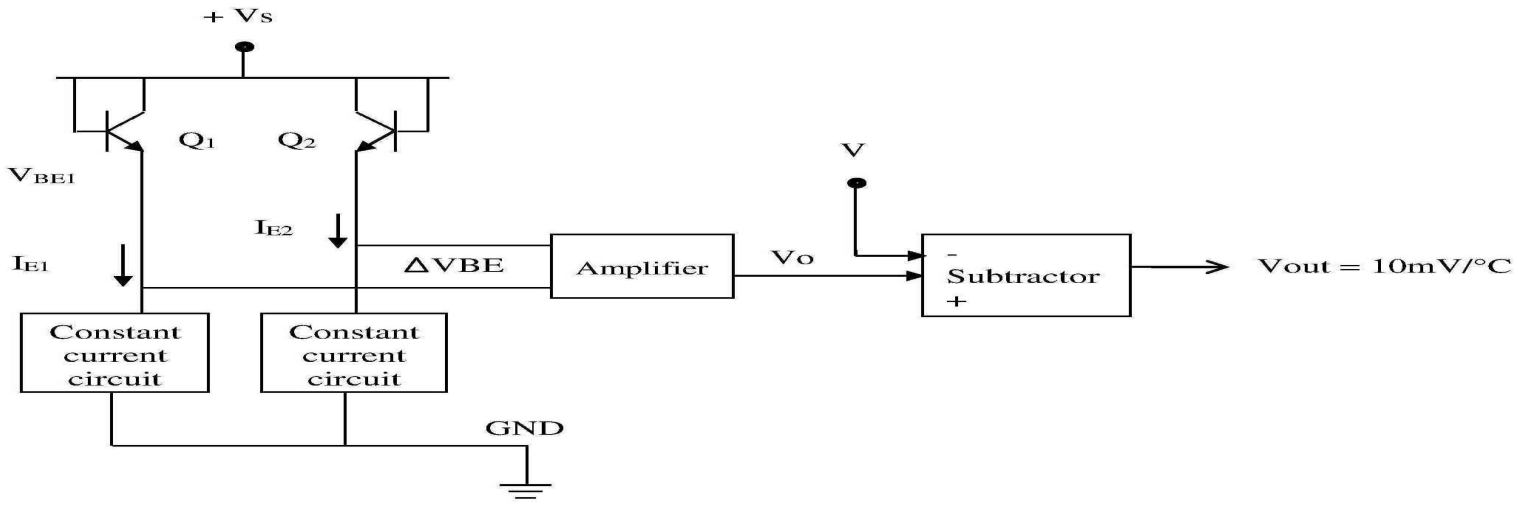 + Vs
Q1
Q2
VBE1
V
IE2
IE1
ΔVBE
Amplifier
Vo
-
Subtractor
+
Vout = 10mV/°C
Constant
current
circuit
Constant
current
circuit
GND